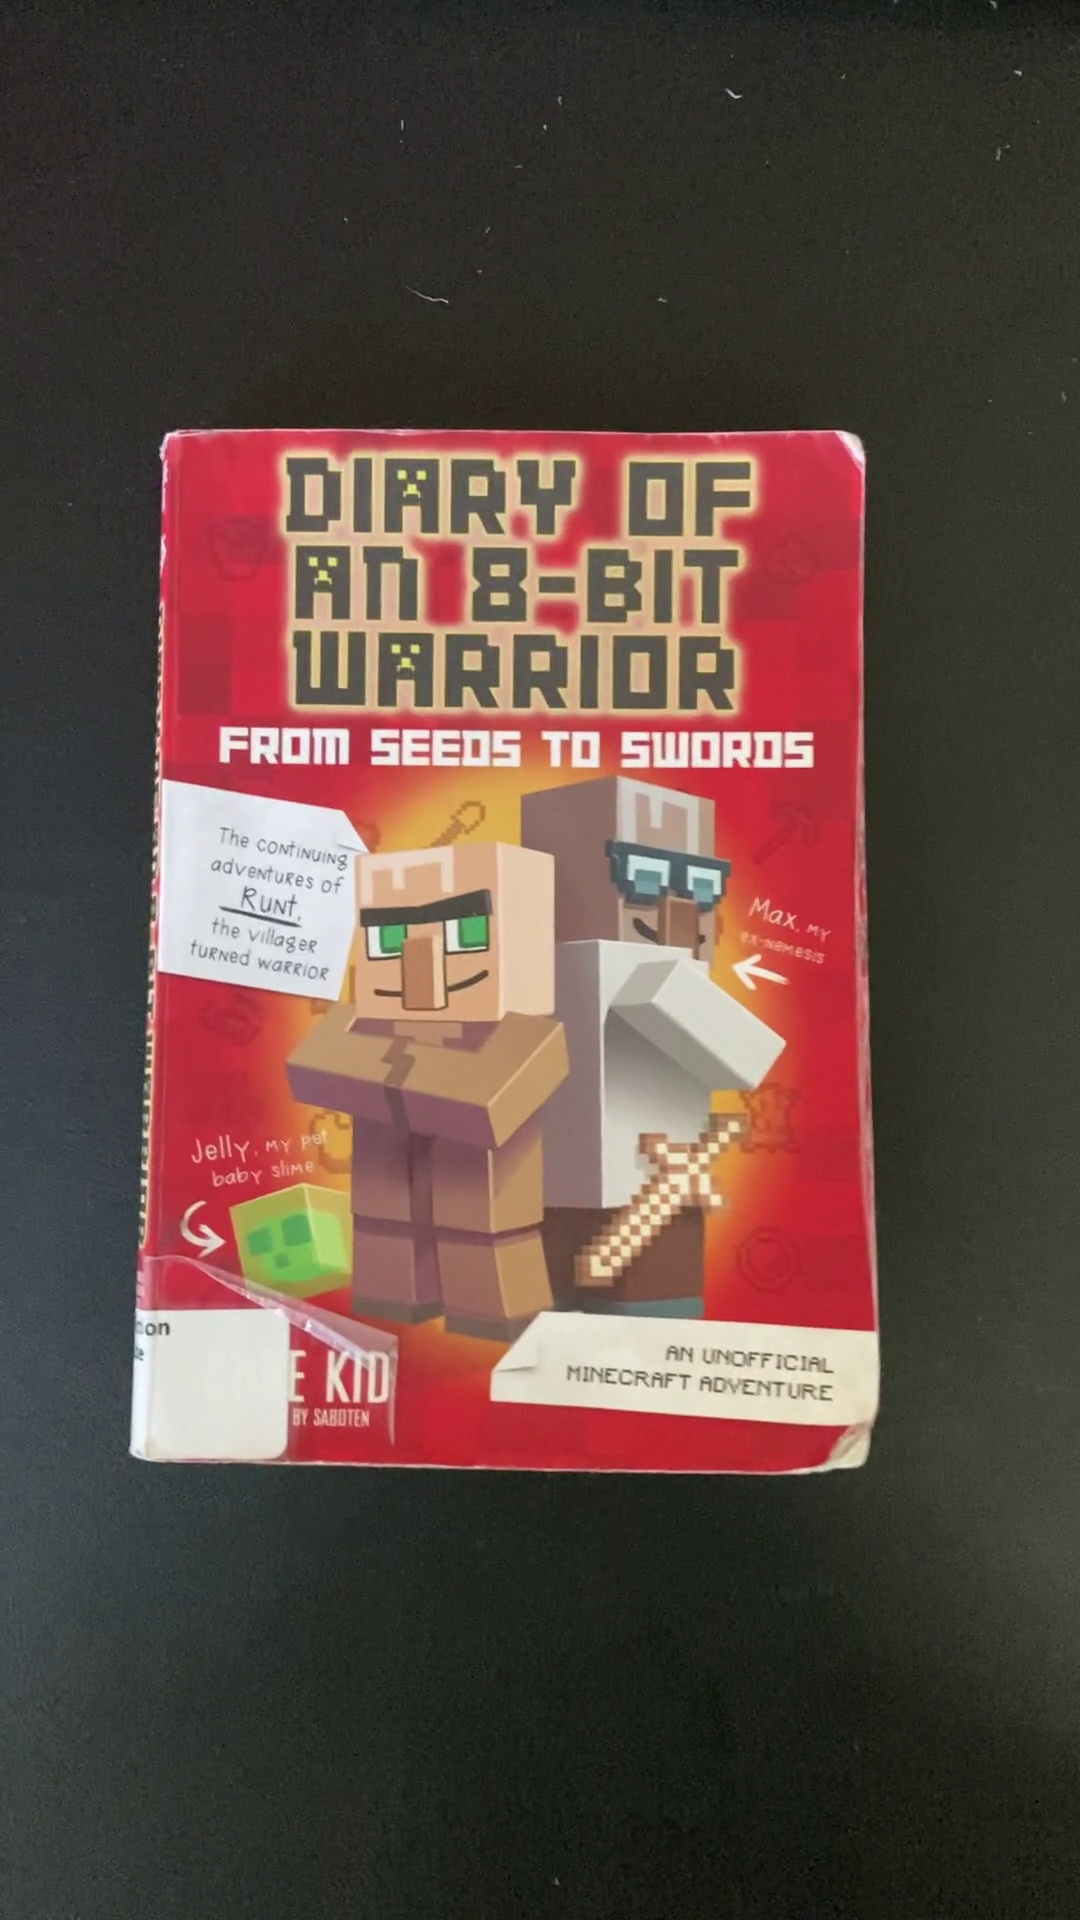 DIARY OF
AN 8-BIT
WARRIOR
FROM SEEDS TO SWORDS
The continuing
adventures of
Runt,
the villager
turned warrior
Max, my
ex-nemesis
Jelly, my pet
baby slime
E KID
BY SABOTEN
AN UNOFFICIAL
MINECRAFT ADVENTURE